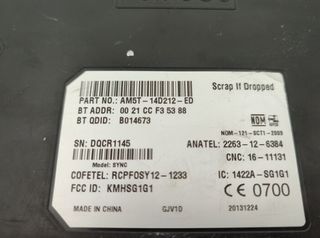 Scrap If Dropped
PART NO.: AM5T-14D212-ED
BT ADDR: 00 21 CC F3 53 88
BT QDID: B014673
NOM
NOM-121-SCT1-2009
SN: DQCR1145
ANATEL: 2263-12-6384
Model: SYNC
CNC: 16-11131
COFETEL: RCPFOSY12-1233
IC: 1422A-SG1G1
FCC ID: KMHSG1G1
CE 0700
MADE IN CHINA
GJV1D
20131224